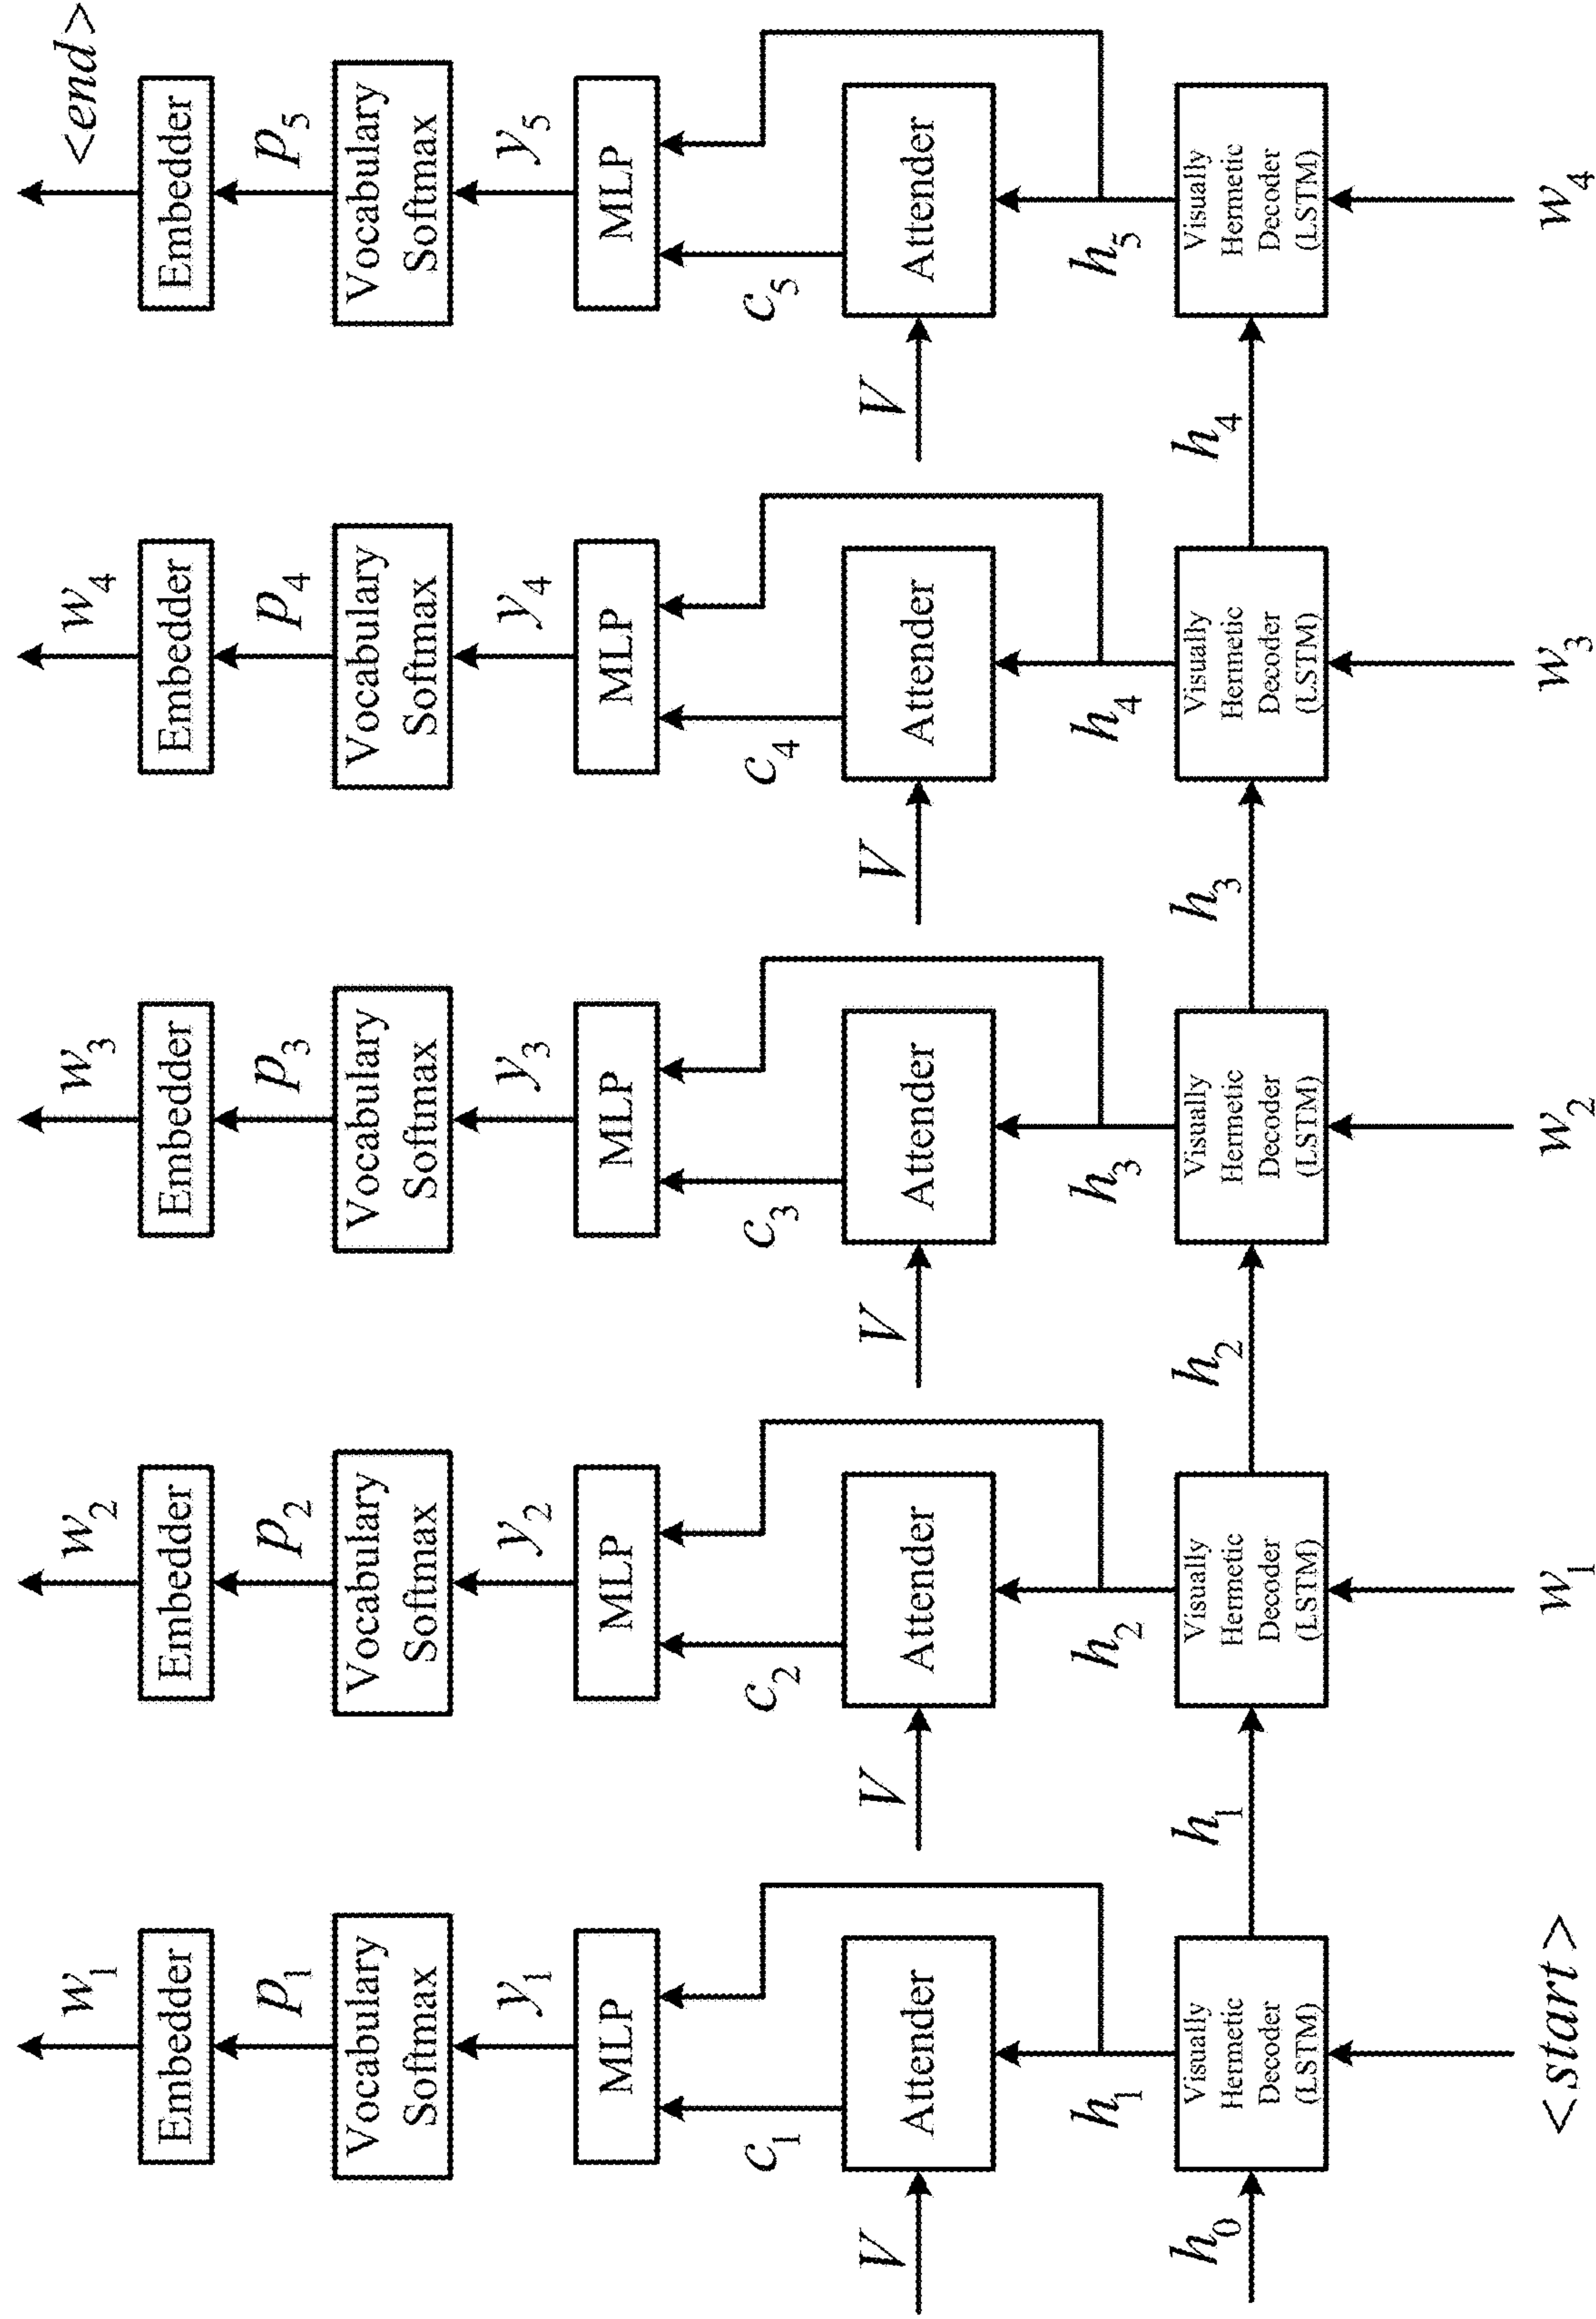 w₁ w₂ w₃ w₄ <end>
Embedder Embedder Embedder Embedder Embedder
p₁ p₂ p₃ p₄ p₅
Vocabulary Vocabulary Vocabulary Vocabulary Vocabulary
Softmax Softmax Softmax Softmax Softmax
y₁ y₂ y₃ y₄ y₅
MLP MLP MLP MLP MLP
c₁ c₂ c₃ c₄ c₅
V V V V V
Attender Attender Attender Attender Attender
h₁ h₂ h₃ h₄ h₅
h₀ h₁ h₂ h₃ h₄
Visually Visually Visually Visually Visually
Hermetic Hermetic Hermetic Hermetic Hermetic
Decoder Decoder Decoder Decoder Decoder
(LSTM) (LSTM) (LSTM) (LSTM) (LSTM)
<start> w₁ w₂ w₃ w₄